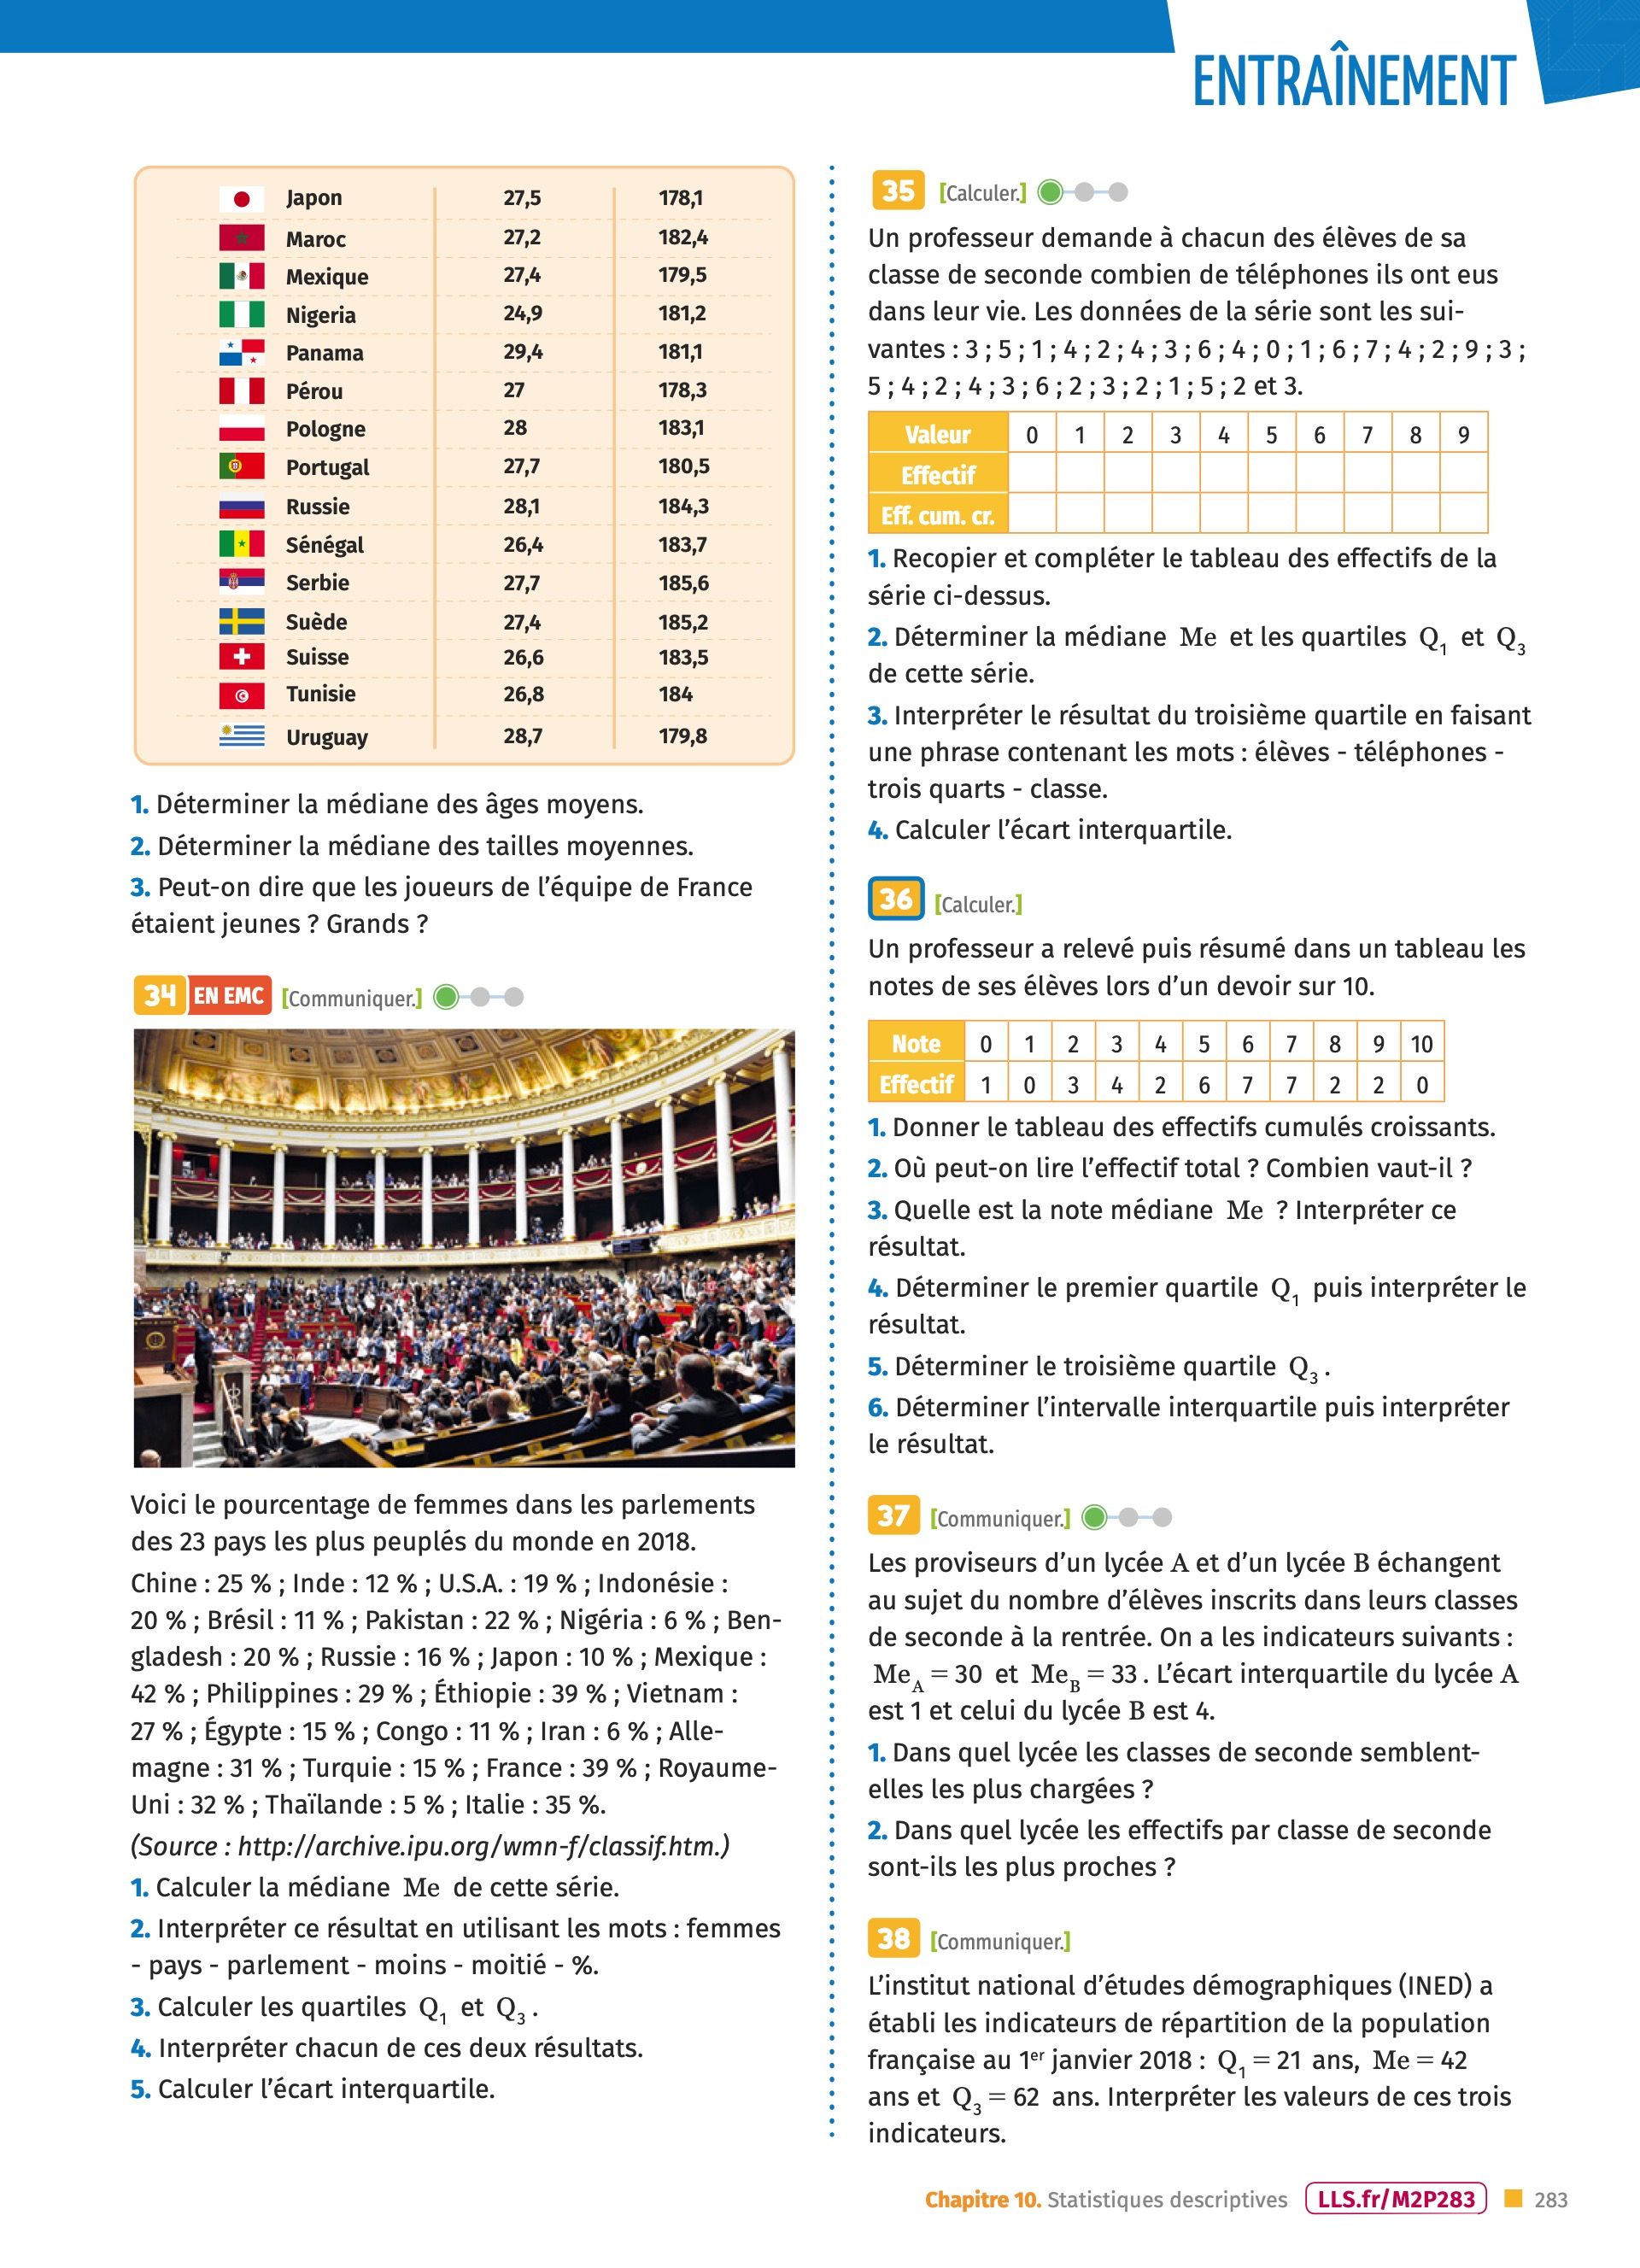 ENTRAÎNEMENT
Japon 27,5 178,1
Maroc 27,2 182,4
Mexique 27,4 179,5
Nigeria 24,9 181,2
Panama 29,4 181,1
Pérou 27 178,3
Pologne 28 183,1
Portugal 27,7 180,5
Russie 28,1 184,3
Sénégal 26,4 183,7
Serbie 27,7 185,6
Suède 27,4 185,2
Suisse 26,6 183,5
Tunisie 26,8 184
Uruguay 28,7 179,8
1. Déterminer la médiane des âges moyens.
2. Déterminer la médiane des tailles moyennes.
3. Peut-on dire que les joueurs de l’équipe de France
étaient jeunes ? Grands ?
34 EN EMC [Communiquer.]
Voici le pourcentage de femmes dans les parlements
des 23 pays les plus peuplés du monde en 2018.
Chine : 25 % ; Inde : 12 % ; U.S.A. : 19 % ; Indonésie :
20 % ; Brésil : 11 % ; Pakistan : 22 % ; Nigéria : 6 % ; Ben-
gladesh : 20 % ; Russie : 16 % ; Japon : 10 % ; Mexique :
42 % ; Philippines : 29 % ; Éthiopie : 39 % ; Vietnam :
27 % ; Égypte : 15 % ; Congo : 11 % ; Iran : 6 % ; Alle-
magne : 31 % ; Turquie : 15 % ; France : 39 % ; Royaume-
Uni : 32 % ; Thaïlande : 5 % ; Italie : 35 %.
(Source : http://archive.ipu.org/wmn-f/classif.htm.)
1. Calculer la médiane Me de cette série.
2. Interpréter ce résultat en utilisant les mots : femmes
- pays - parlement - moins - moitié - %.
3. Calculer les quartiles Q1 et Q3.
4. Interpréter chacun de ces deux résultats.
5. Calculer l’écart interquartile.
35 [Calculer.]
Un professeur demande à chacun des élèves de sa
classe de seconde combien de téléphones ils ont eus
dans leur vie. Les données de la série sont les sui-
vantes : 3 ; 5 ; 1 ; 4 ; 2 ; 4 ; 3 ; 6 ; 4 ; 0 ; 1 ; 6 ; 7 ; 4 ; 2 ; 9 ; 3 ;
5 ; 4 ; 2 ; 4 ; 3 ; 6 ; 2 ; 3 ; 2 ; 1 ; 5 ; 2 et 3.
Valeur 0 1 2 3 4 5 6 7 8 9
Effectif
Eff. cum. cr.
1. Recopier et compléter le tableau des effectifs de la
série ci-dessus.
2. Déterminer la médiane Me et les quartiles Q1 et Q3
de cette série.
3. Interpréter le résultat du troisième quartile en faisant
une phrase contenant les mots : élèves - téléphones -
trois quarts - classe.
4. Calculer l’écart interquartile.
36 [Calculer.]
Un professeur a relevé puis résumé dans un tableau les
notes de ses élèves lors d’un devoir sur 10.
Note 0 1 2 3 4 5 6 7 8 9 10
Effectif 1 0 3 4 2 6 7 7 2 2 0
1. Donner le tableau des effectifs cumulés croissants.
2. Où peut-on lire l’effectif total ? Combien vaut-il ?
3. Quelle est la note médiane Me ? Interpréter ce
résultat.
4. Déterminer le premier quartile Q1 puis interpréter le
résultat.
5. Déterminer le troisième quartile Q3.
6. Déterminer l’intervalle interquartile puis interpréter
le résultat.
37 [Communiquer.]
Les proviseurs d’un lycée A et d’un lycée B échangent
au sujet du nombre d’élèves inscrits dans leurs classes
de seconde à la rentrée. On a les indicateurs suivants :
MeA = 30 et MeB = 33. L’écart interquartile du lycée A
est 1 et celui du lycée B est 4.
1. Dans quel lycée les classes de seconde semblent-
elles les plus chargées ?
2. Dans quel lycée les effectifs par classe de seconde
sont-ils les plus proches ?
38 [Communiquer.]
L’institut national d’études démographiques (INED) a
établi les indicateurs de répartition de la population
française au 1er janvier 2018 : Q1 = 21 ans, Me = 42
ans et Q3 = 62 ans. Interpréter les valeurs de ces trois
indicateurs.
Chapitre 10. Statistiques descriptives LLS.fr/M2P283 283